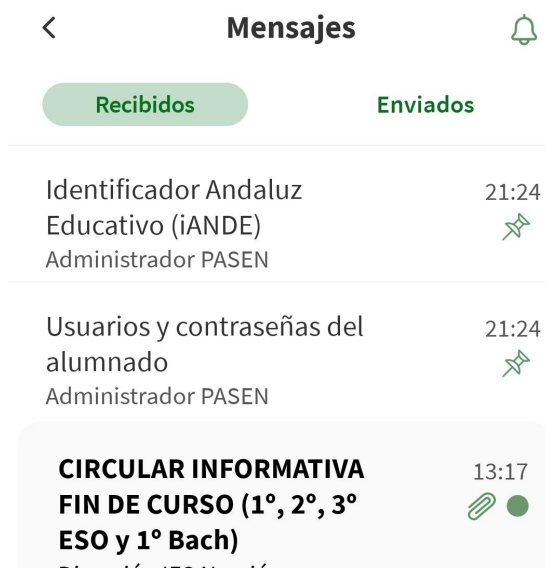 Mensajes
Recibidos
Enviados
Identificador Andaluz
21:24
Educativo (iANDE)
Administrador PASEN
Usuarios y contraseñas del
21:24
alumnado
Administrador PASEN
CIRCULAR INFORMATIVA
13:17
FIN DE CURSO (1º, 2º, 3º
ESO y 1º Bach)